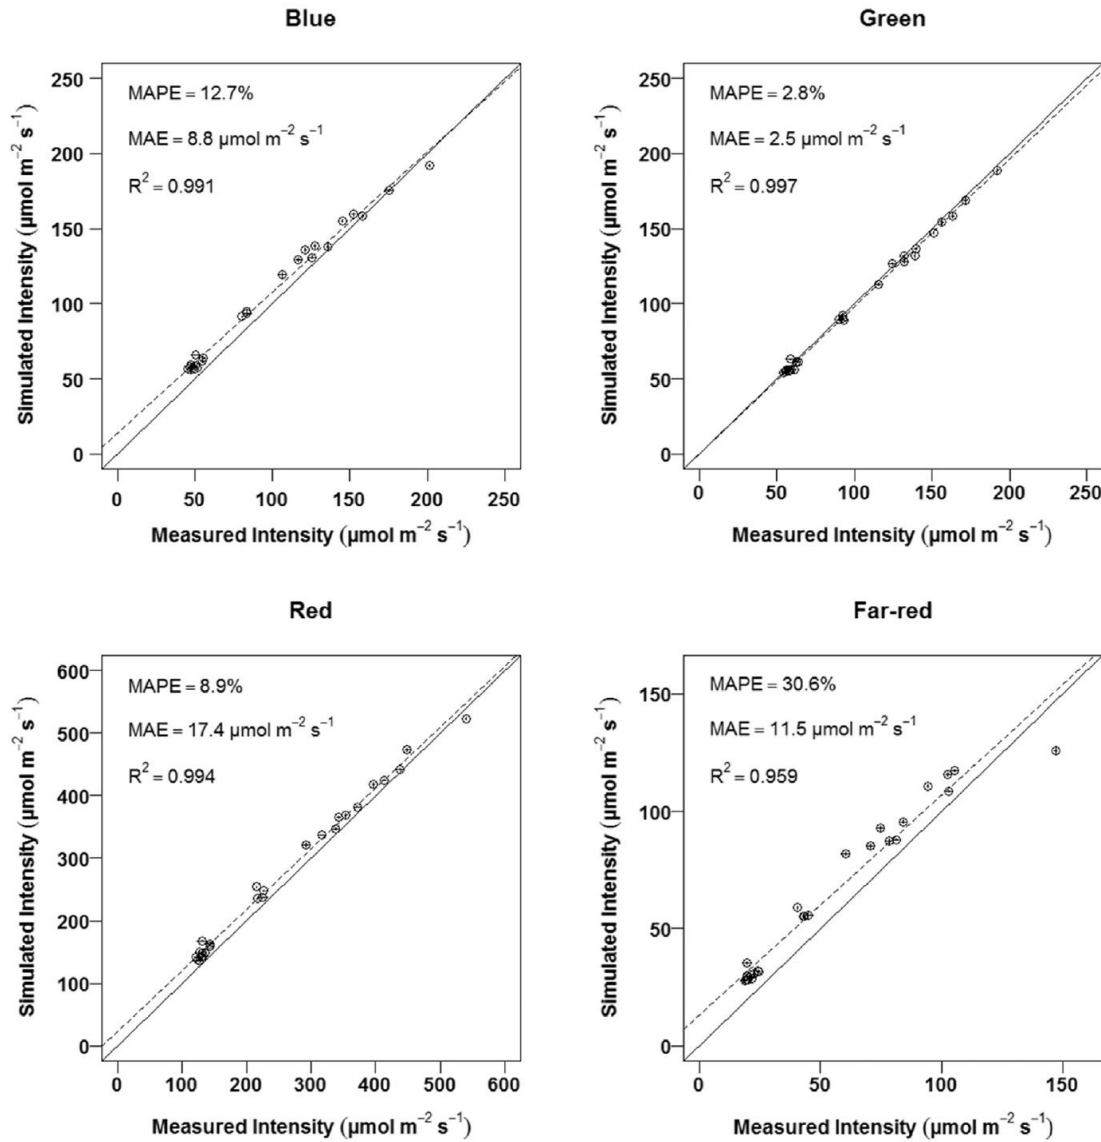 Blue
MAPE = 12.7%
MAE = 8.8 µmol m⁻² s⁻¹
R² = 0.991
250
200
150
100
50
0
Simulated Intensity (µmol m⁻² s⁻¹)
0 50 100 150 200 250
Measured Intensity (µmol m⁻² s⁻¹)
Green
MAPE = 2.8%
MAE = 2.5 µmol m⁻² s⁻¹
R² = 0.997
250
200
150
100
50
0
Simulated Intensity (µmol m⁻² s⁻¹)
0 50 100 150 200 250
Measured Intensity (µmol m⁻² s⁻¹)
Red
MAPE = 8.9%
MAE = 17.4 µmol m⁻² s⁻¹
R² = 0.994
600
500
400
300
200
100
0
Simulated Intensity (µmol m⁻² s⁻¹)
0 100 200 300 400 500 600
Measured Intensity (µmol m⁻² s⁻¹)
Far-red
MAPE = 30.6%
MAE = 11.5 µmol m⁻² s⁻¹
R² = 0.959
150
100
50
0
Simulated Intensity (µmol m⁻² s⁻¹)
0 50 100 150
Measured Intensity (µmol m⁻² s⁻¹)